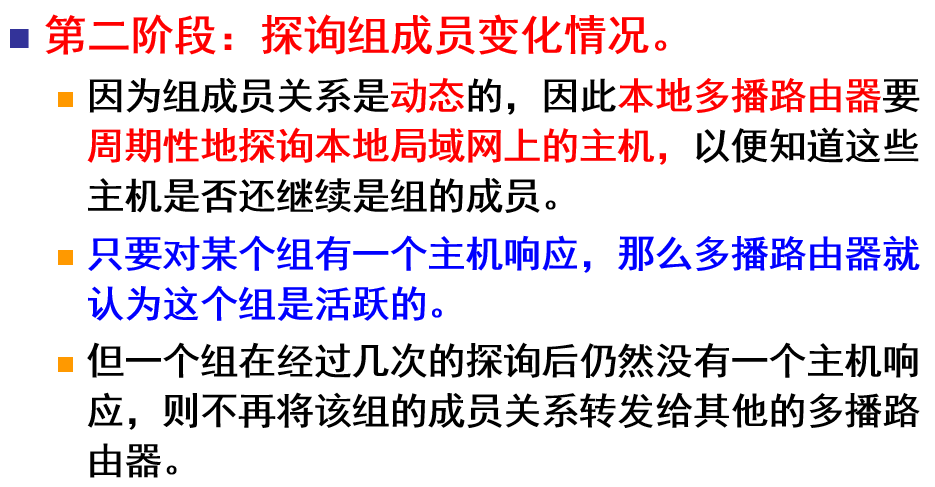 第二阶段：探询组成员变化情况。
因为组成员关系是动态的，因此本地多播路由器要
周期性地探询本地局域网上的主机，以便知道这些
主机是否还继续是组的成员。
只要对某个组有一个主机响应，那么多播路由器就
认为这个组是活跃的。
但一个组在经过几次的探询后仍然没有一个主机响
应，则不再将该组的成员关系转发给其他的多播路
由器。